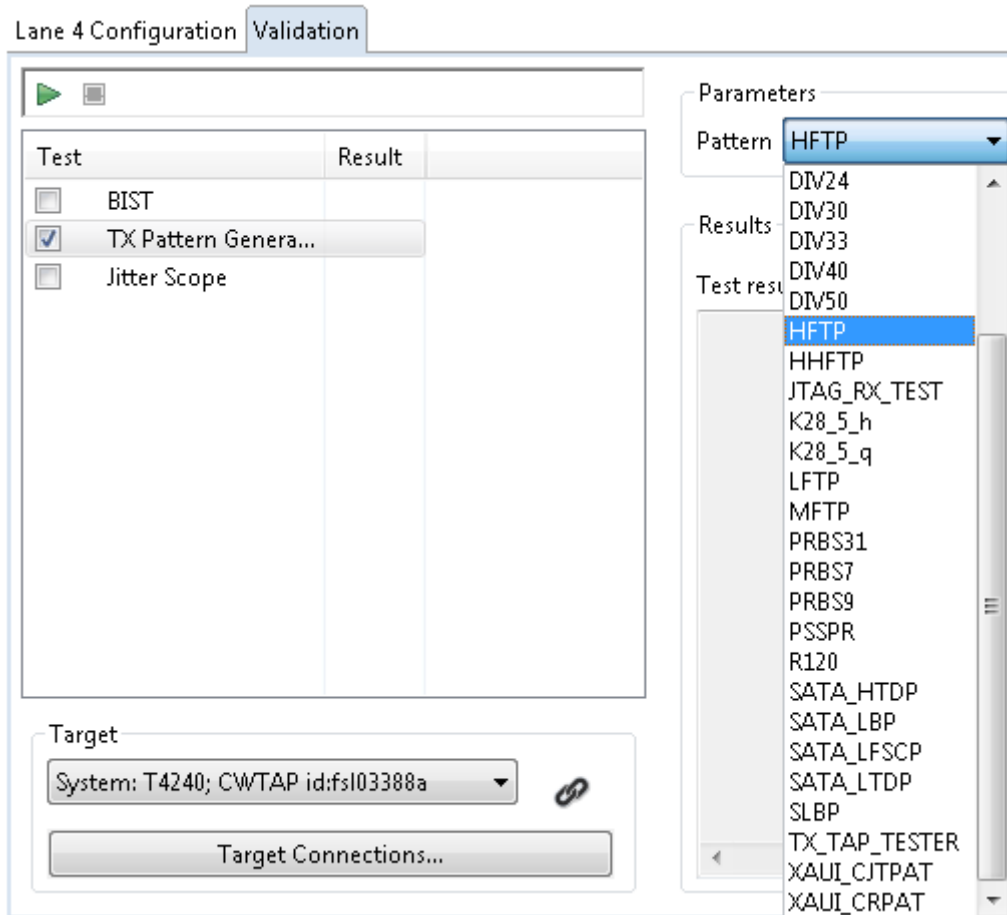 Lane 4 Configuration
Validation
Test
Result
BIST
TX Pattern Genera...
Jitter Scope
Target
System: T4240; CWTAP id:fsl03388a
Target Connections...
Parameters
Pattern
HFTP
DIV24
DIV30
DIV33
DIV40
DIV50
HFTP
HHFTP
JTAG_RX_TEST
K28_5_h
K28_5_q
LFTP
MFTP
PRBS31
PRBS7
PRBS9
PSSPR
R120
SATA_HTDP
SATA_LBP
SATA_LFSCP
SATA_LTDP
SLBP
TX_TAP_TESTER
XAUI_CJTPAT
XAUI_CRPAT
Results
Test resu